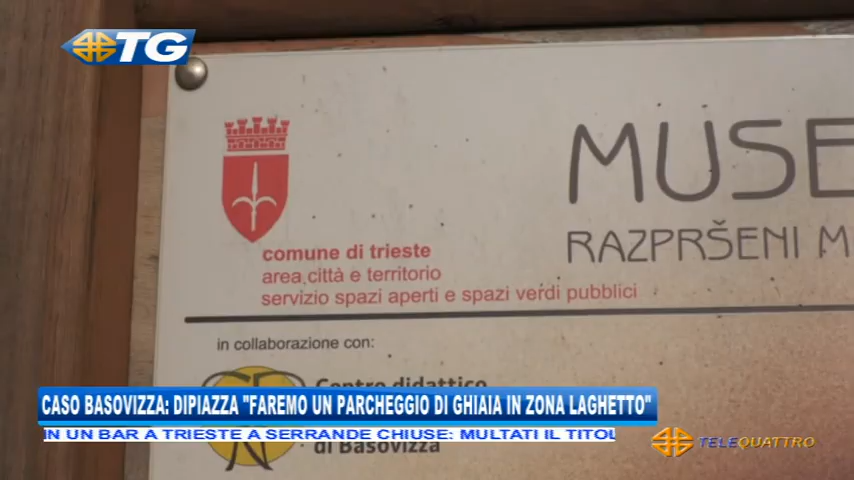 TG
MUSE
RAZPRŠENI M
comune di trieste
area città e territorio
servizio spazi aperti e spazi verdi pubblici
in collaborazione con:
Centro didattico
di Basovizza
CASO BASOVIZZA: DIPIAZZA "FAREMO UN PARCHEGGIO DI GHIAIA IN ZONA LAGHETTO"
IN UN BAR A TRIESTE A SERRANDE CHIUSE: MULTATI IL TITOL
TELEQUATTRO